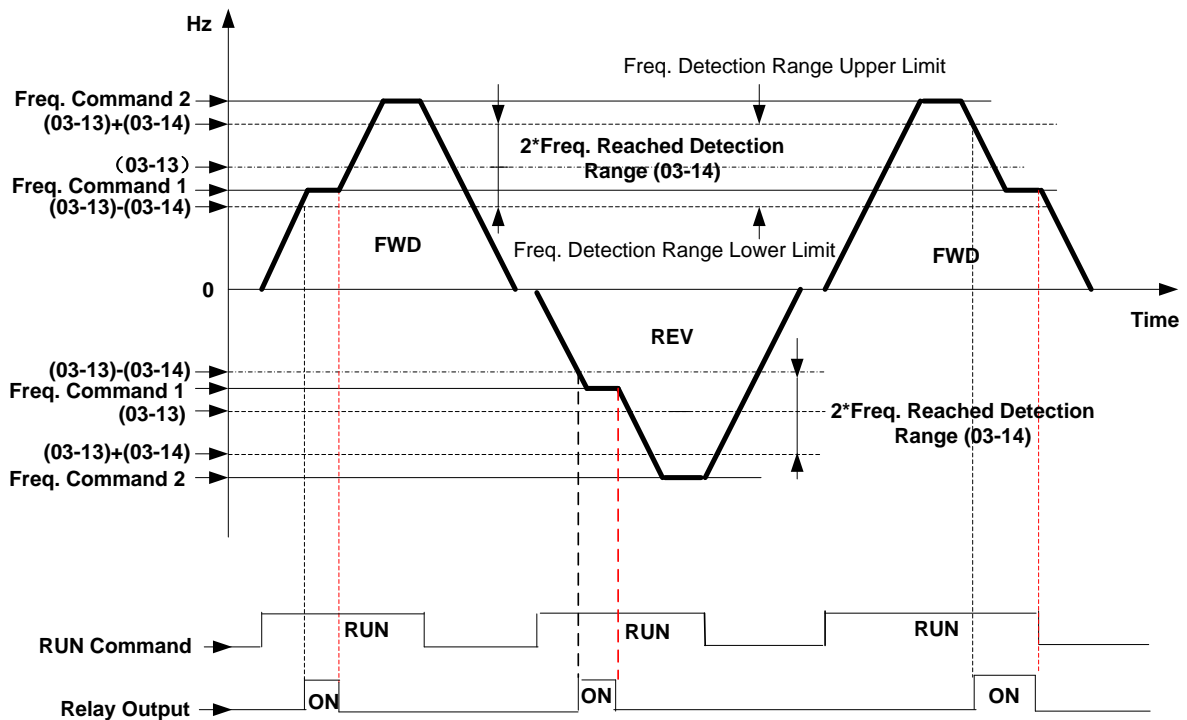 Hz
Freq. Detection Range Upper Limit
Freq. Command 2
(03-13)+(03-14)
2*Freq. Reached Detection
Range (03-14)
(03-13)
Freq. Command 1
(03-13)-(03-14)
FWD
Freq. Detection Range Lower Limit
FWD
0
Time
REV
(03-13)-(03-14)
Freq. Command 1
(03-13)
2*Freq. Reached Detection
Range (03-14)
(03-13)+(03-14)
Freq. Command 2
RUN
RUN
RUN
RUN Command
ON
ON
ON
Relay Output